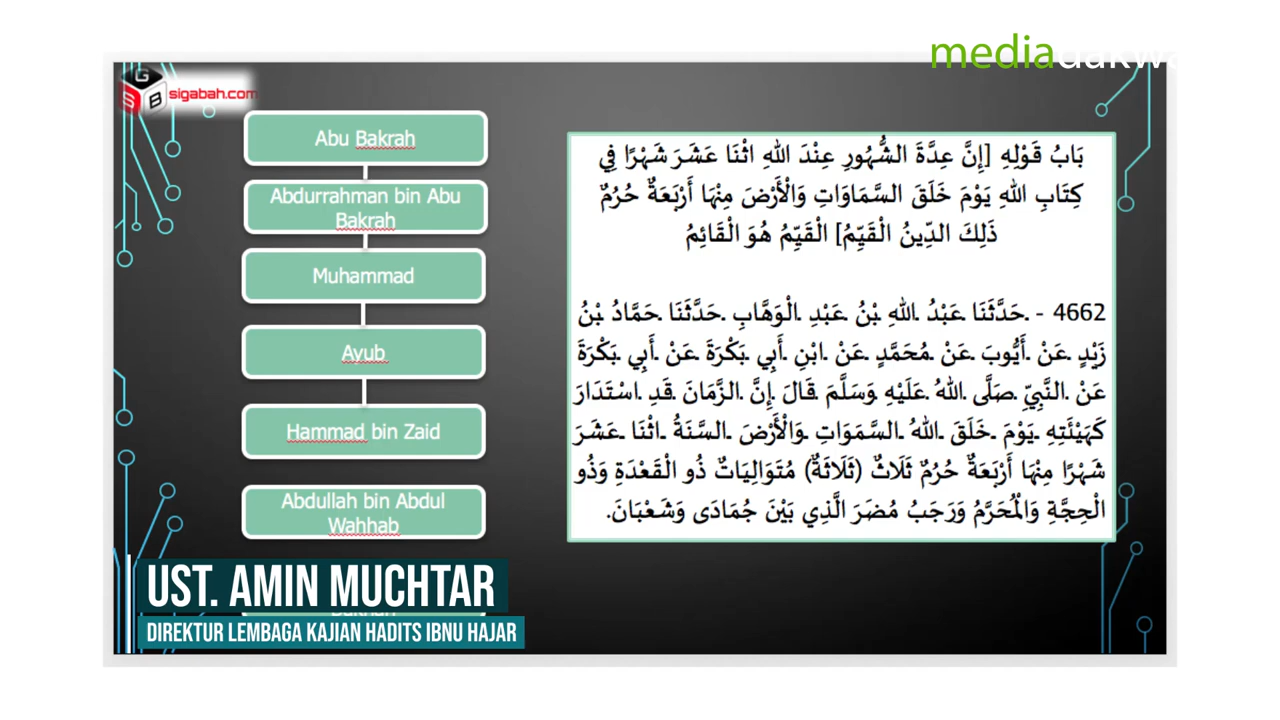 media
sigabah.com
Abu Bakrah
Abdurrahman bin Abu
Bakrah
Muhammad
Ayub
Hammad bin Zaid
Abdullah bin Abdul
Wahhab
بَابُ قَوْلِهِ [إِنَّ عِدَّةَ الشُّهُورِ عِنْدَ اللهِ اثْنَا عَشَرَ شَهْرًا فِي
كِتَابِ اللهِ يَوْمَ خَلَقَ السَّمَاوَاتِ وَالْأَرْضَ مِنْهَا أَرْبَعَةٌ حُرُمٌ
ذَلِكَ الدِّينُ الْقَيِّمُ] الْقَيِّمُ هُوَ الْقَائِمُ
4662 - حَدَّثَنَا عَبْدُ اللهِ بْنُ عَبْدِ الْوَهَّابِ حَدَّثَنَا حَمَّادُ بْنُ
زَيْدٍ عَنْ أَيُّوبَ عَنْ مُحَمَّدٍ عَنْ ابْنِ أَبِي بَكْرَةَ عَنْ أَبِي بَكْرَةَ
عَنْ النَّبِيِّ صَلَّى اللهُ عَلَيْهِ وَسَلَّمَ قَالَ إِنَّ الزَّمَانَ قَدِ اسْتَدَارَ
كَهَيْئَتِهِ يَوْمَ خَلَقَ اللهُ السَّمَوَاتِ وَالْأَرْضَ السَّنَةُ اثْنَا عَشَرَ
شَهْرًا مِنْهَا أَرْبَعَةٌ حُرُمٌ ثَلَاثٌ (ثَلَاثَةٌ) مُتَوَالِيَاتٌ ذُو الْقَعْدَةِ وَذُو
الْحِجَّةِ وَالْمُحَرَّمُ وَرَجَبُ مُضَرَ الَّذِي بَيْنَ جُمَادَى وَشَعْبَانَ.
UST. AMIN MUCHTAR
DIREKTUR LEMBAGA KAJIAN HADITS IBNU HAJAR